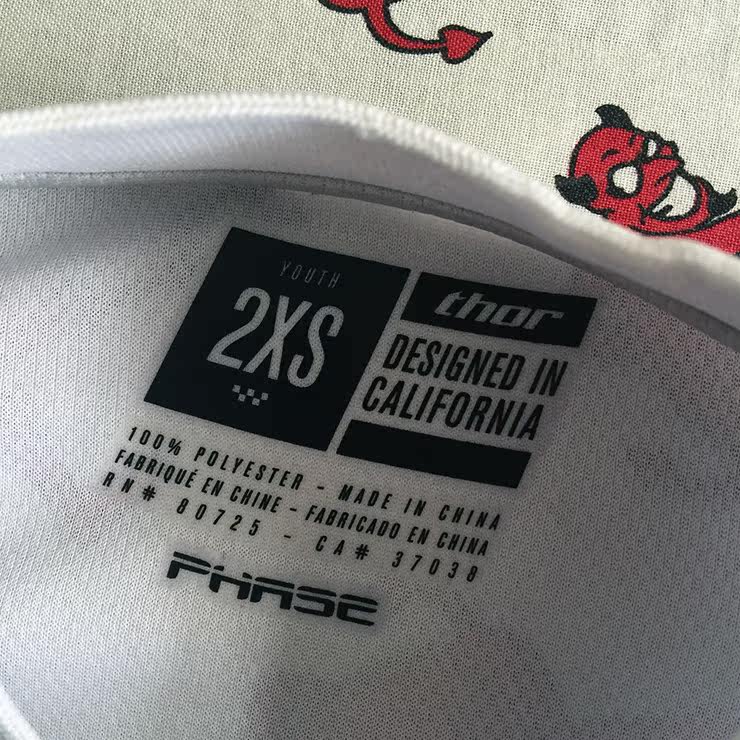 YOUTH
2XS
thor
DESIGNED IN
CALIFORNIA
100% POLYESTER - MADE IN CHINA
FABRIQUÉ EN CHINE - FABRICADO EN CHINA
RN# 80725 - CA# 37038
PHASE